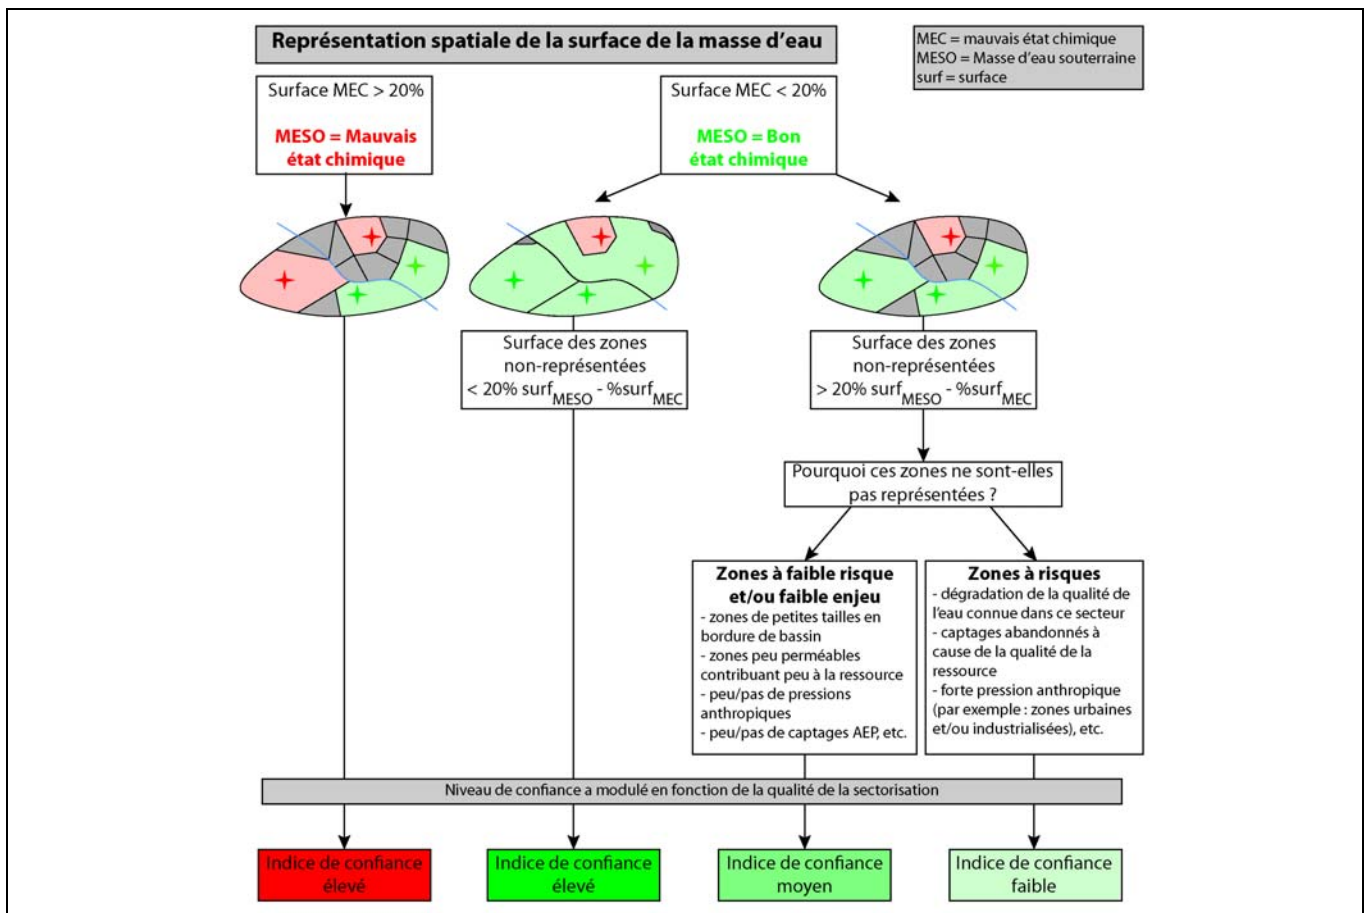 Représentation spatiale de la surface de la masse d'eau
MEC = mauvais état chimique
MESO = Masse d'eau souterraine
surf = surface
Surface MEC > 20%
MESO = Mauvais
état chimique
Surface MEC < 20%
MESO = Bon
état chimique
Surface des zones
non-représentées
< 20% surfMESO - %surfMEC
Surface des zones
non-représentées
> 20% surfMESO - %surfMEC
Pourquoi ces zones ne sont-elles
pas représentées ?
Zones à faible risque
et/ou faible enjeu
- zones de petites tailles en
bordure de bassin
- zones peu perméables
contribuant peu à la ressource
- peu/pas de pressions
anthropiques
- peu/pas de captages AEP, etc.
Zones à risques
- dégradation de la qualité de
l'eau connue dans ce secteur
- captages abandonnés à
cause de la qualité de la
ressource
- forte pression anthropique
(par exemple : zones urbaines
et/ou industrialisées), etc.
Niveau de confiance a modulé en fonction de la qualité de la sectorisation
Indice de confiance
élevé
Indice de confiance
élevé
Indice de confiance
moyen
Indice de confiance
faible